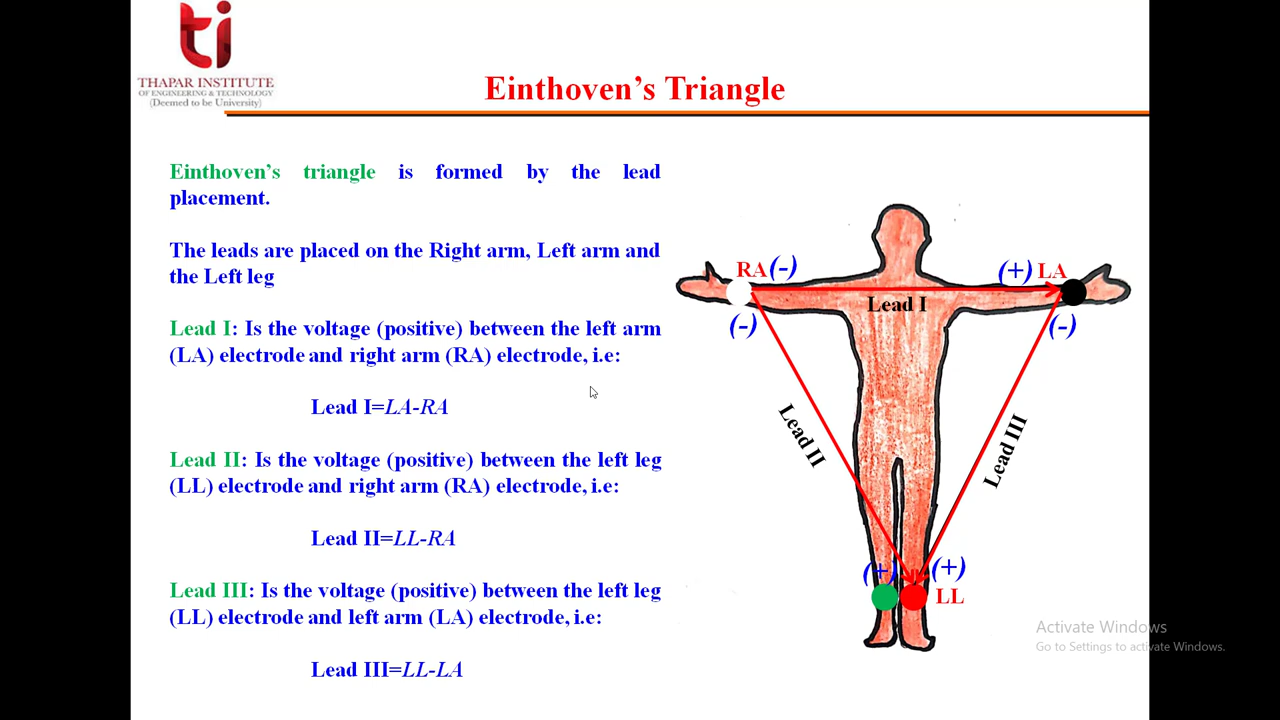 ti
THAPAR INSTITUTE
OF ENGINEERING & TECHNOLOGY
(Deemed to be University)
Einthoven’s Triangle
Einthoven’s triangle is formed by the lead
placement.
The leads are placed on the Right arm, Left arm and
the Left leg
Lead I: Is the voltage (positive) between the left arm
(LA) electrode and right arm (RA) electrode, i.e:
Lead I=LA-RA
Lead II: Is the voltage (positive) between the left leg
(LL) electrode and right arm (RA) electrode, i.e:
Lead II=LL-RA
Lead III: Is the voltage (positive) between the left leg
(LL) electrode and left arm (LA) electrode, i.e:
Lead III=LL-LA
RA (-)
(+) LA
Lead I
(-)
(-)
Lead II
Lead III
(+)
(+)
LL
Activate Windows
Go to Settings to activate Windows.